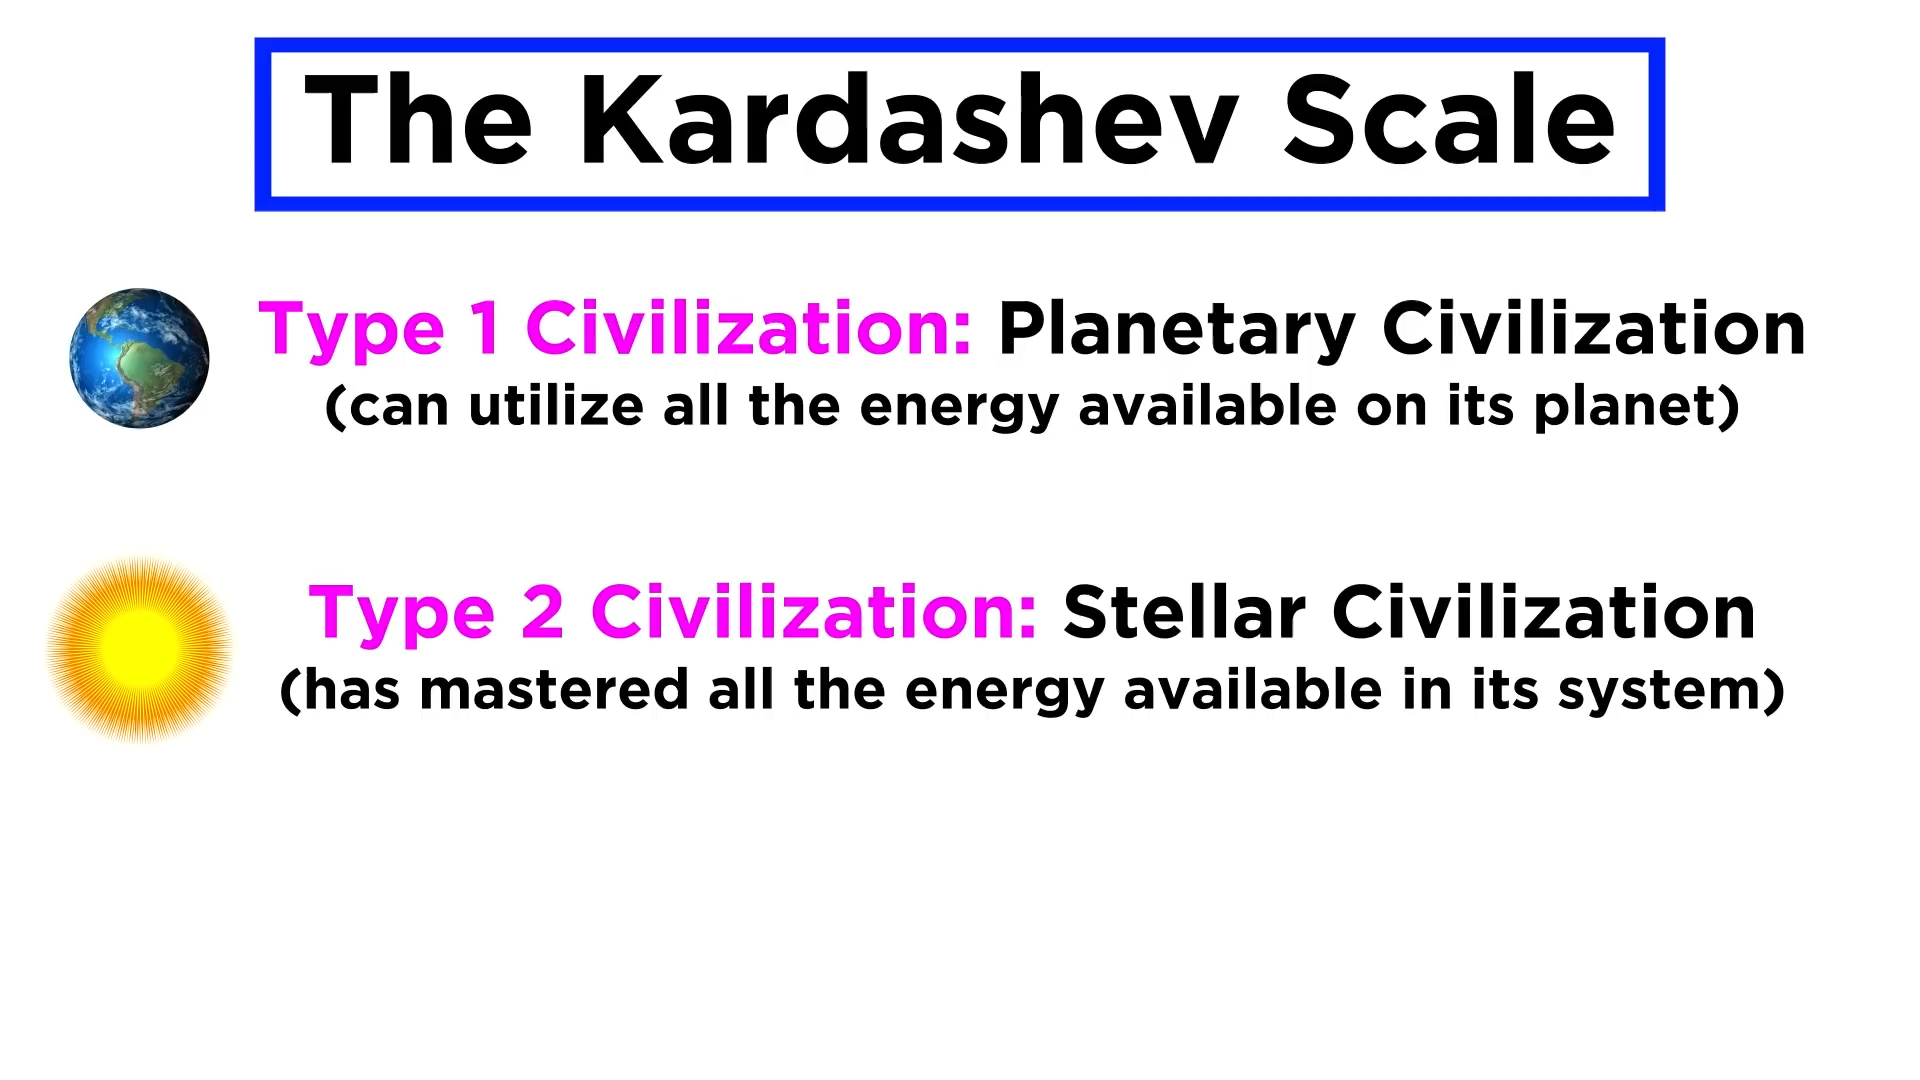 The Kardashev Scale
Type 1 Civilization: Planetary Civilization
(can utilize all the energy available on its planet)
Type 2 Civilization: Stellar Civilization
(has mastered all the energy available in its system)